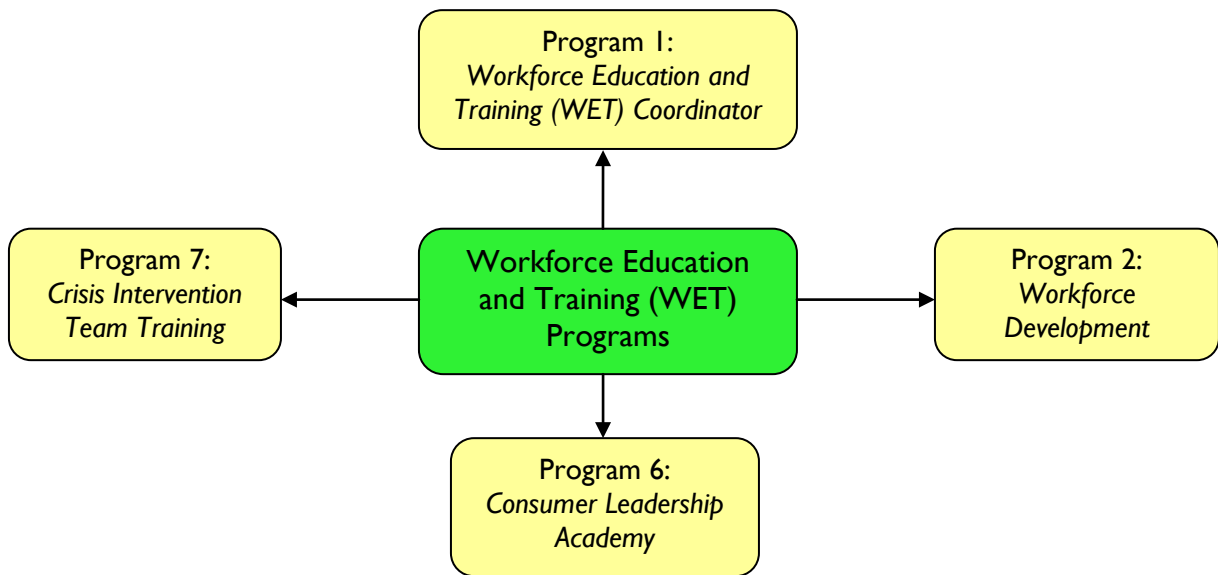 Program 1:
Workforce Education and
Training (WET) Coordinator
Program 7:
Crisis Intervention
Team Training
Workforce Education
and Training (WET)
Programs
Program 2:
Workforce
Development
Program 6:
Consumer Leadership
Academy